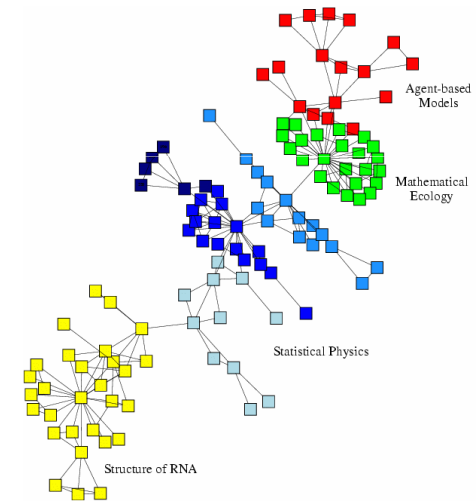 Agent-based
Models
Mathematical
Ecology
Statistical Physics
Structure of RNA